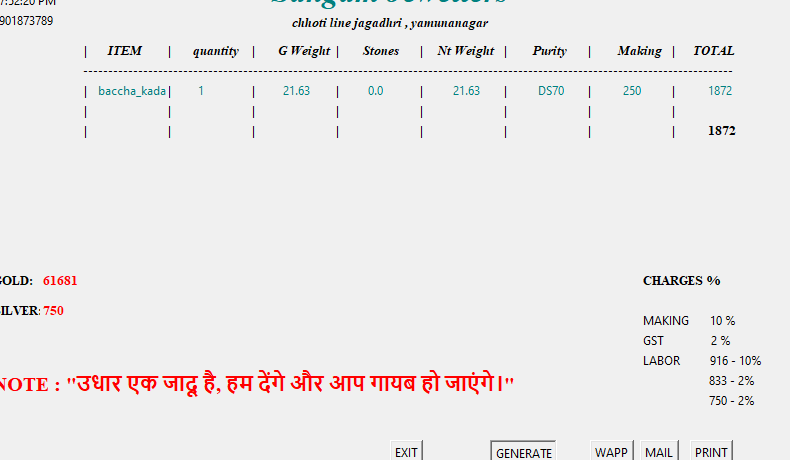 7:52:20 PM
Sangam Jewellers
901873789
chhoti line jagadhri , yamunanagar
| ITEM | quantity | G Weight | Stones | Nt Weight | Purity | Making | TOTAL
| baccha_kada | 1 | 21.63 | 0.0 | 21.63 | DS70 | 250 | 1872
| | | | | | | |
| | | | | | | | 1872
GOLD: 61681
CHARGES %
SILVER: 750
MAKING 10 %
GST 2 %
LABOR 916 - 10%
833 - 2%
750 - 2%
NOTE : "उधार एक जादू है, हम देंगे और आप गायब हो जाएंगे।"
EXIT GENERATE WAPP MAIL PRINT